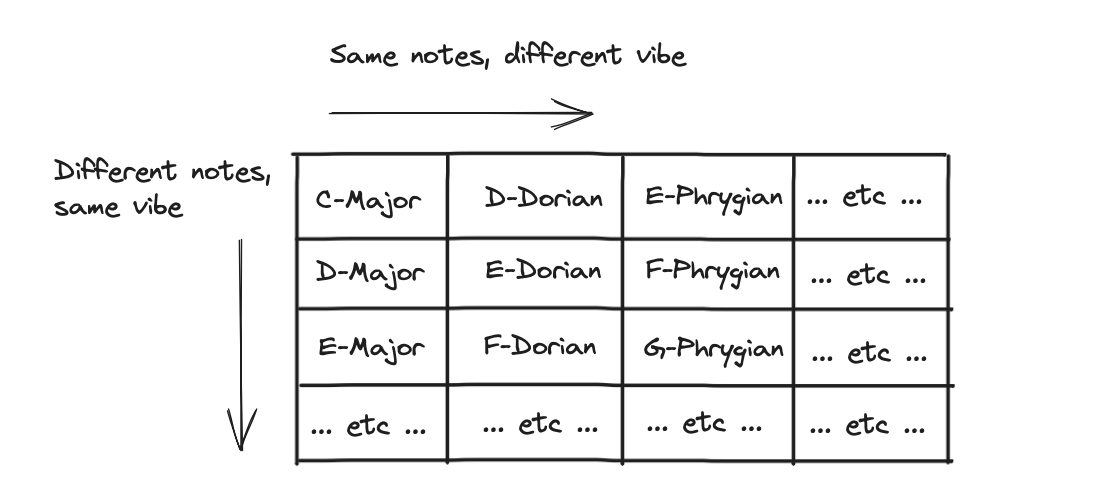 Same notes, different vibe
Different notes,
same vibe
C-Major D-Dorian E-Phrygian ... etc ...
D-Major E-Dorian F-Phrygian ... etc ...
E-Major F-Dorian G-Phrygian ... etc ...
... etc ... ... etc ... ... etc ... ... etc ...